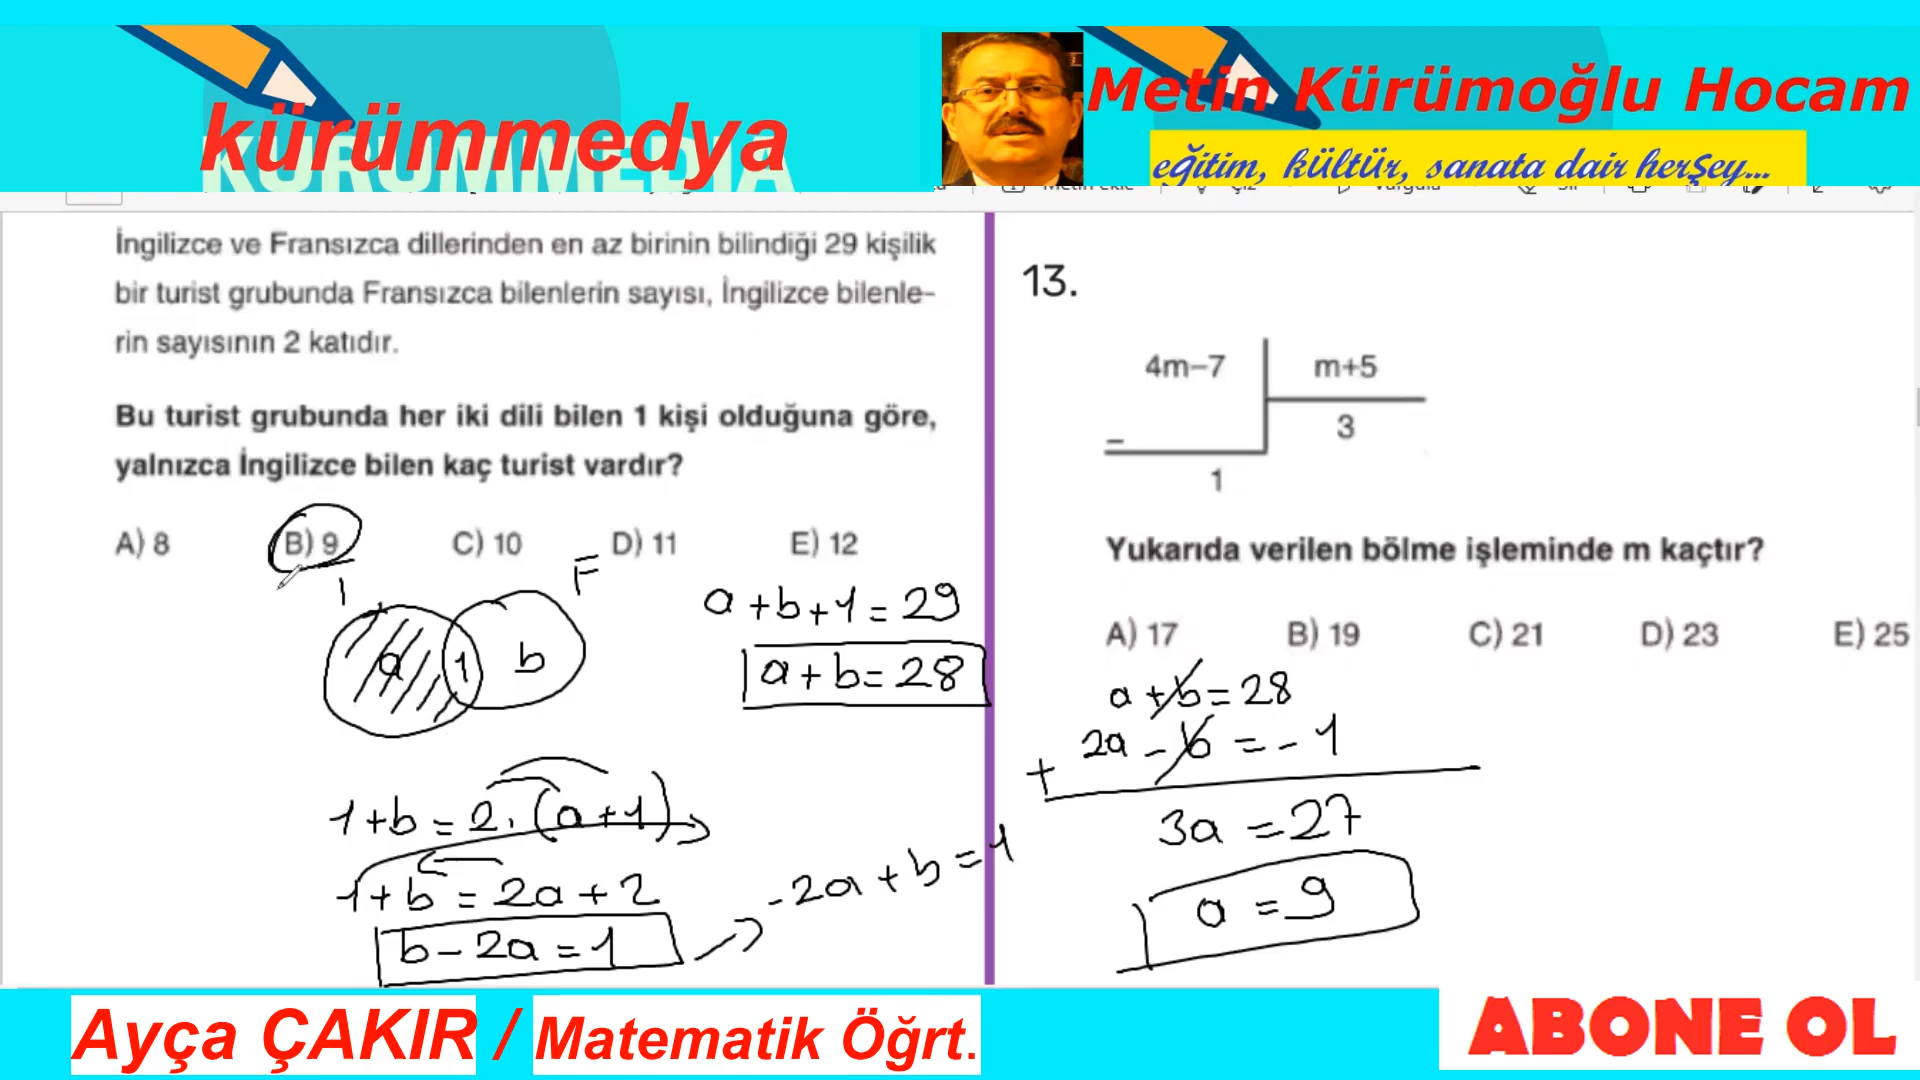 kürümmedya
KÜRÜMMEDIA
Metin Kürümoğlu Hocam
eğitim, kültür, sanata dair herşey...
İngilizce ve Fransızca dillerinden en az birinin bilindiği 29 kişilik
bir turist grubunda Fransızca bilenlerin sayısı, İngilizce bilenle-
rin sayısının 2 katıdır.
Bu turist grubunda her iki dili bilen 1 kişi olduğuna göre,
yalnızca İngilizce bilen kaç turist vardır?
A) 8 B) 9 C) 10 D) 11 E) 12
I F
a 1 b
a+b+1=29
a+b=28
1+b=2.(a+1)
1+b=2a+2
b-2a=1
-2a+b=1
13.
4m–7 m+5
3
–
1
Yukarıda verilen bölme işleminde m kaçtır?
A) 17 B) 19 C) 21 D) 23 E) 25
a+b=28
2a-b=-1
+
3a=27
a=9
Ayça ÇAKIR / Matematik Öğrt.
ABONE OL